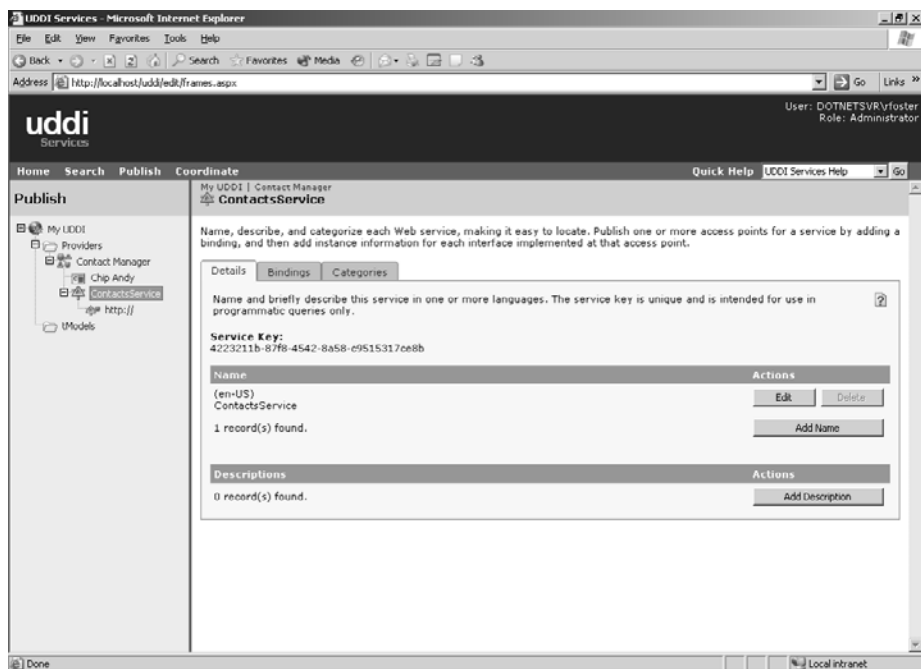 UDDI Services - Microsoft Internet Explorer
File Edit View Favorites Tools Help
Back Search Favorites Media
Address http://localhost/uddi/edit/frames.aspx Go Links »
User: DOTNETSVR\rfoster
Role: Administrator
uddi
Services
Home Search Publish Coordinate Quick Help UDDI Services Help Go
Publish
My UDDI
Providers
Contact Manager
Chip Andy
ContactsService
http://
tModels
My UDDI | Contact Manager
ContactsService
Name, describe, and categorize each Web service, making it easy to locate. Publish one or more access points for a service by adding a
binding, and then add instance information for each interface implemented at that access point.
Details Bindings Categories
Name and briefly describe this service in one or more languages. The service key is unique and is intended for use in
programmatic queries only.
Service Key:
4223211b-87f8-4542-8a58-c9515317ce8b
Name Actions
(en-US)
ContactsService
Edit Delete
1 record(s) found. Add Name
Descriptions Actions
0 record(s) found. Add Description
Done Local intranet